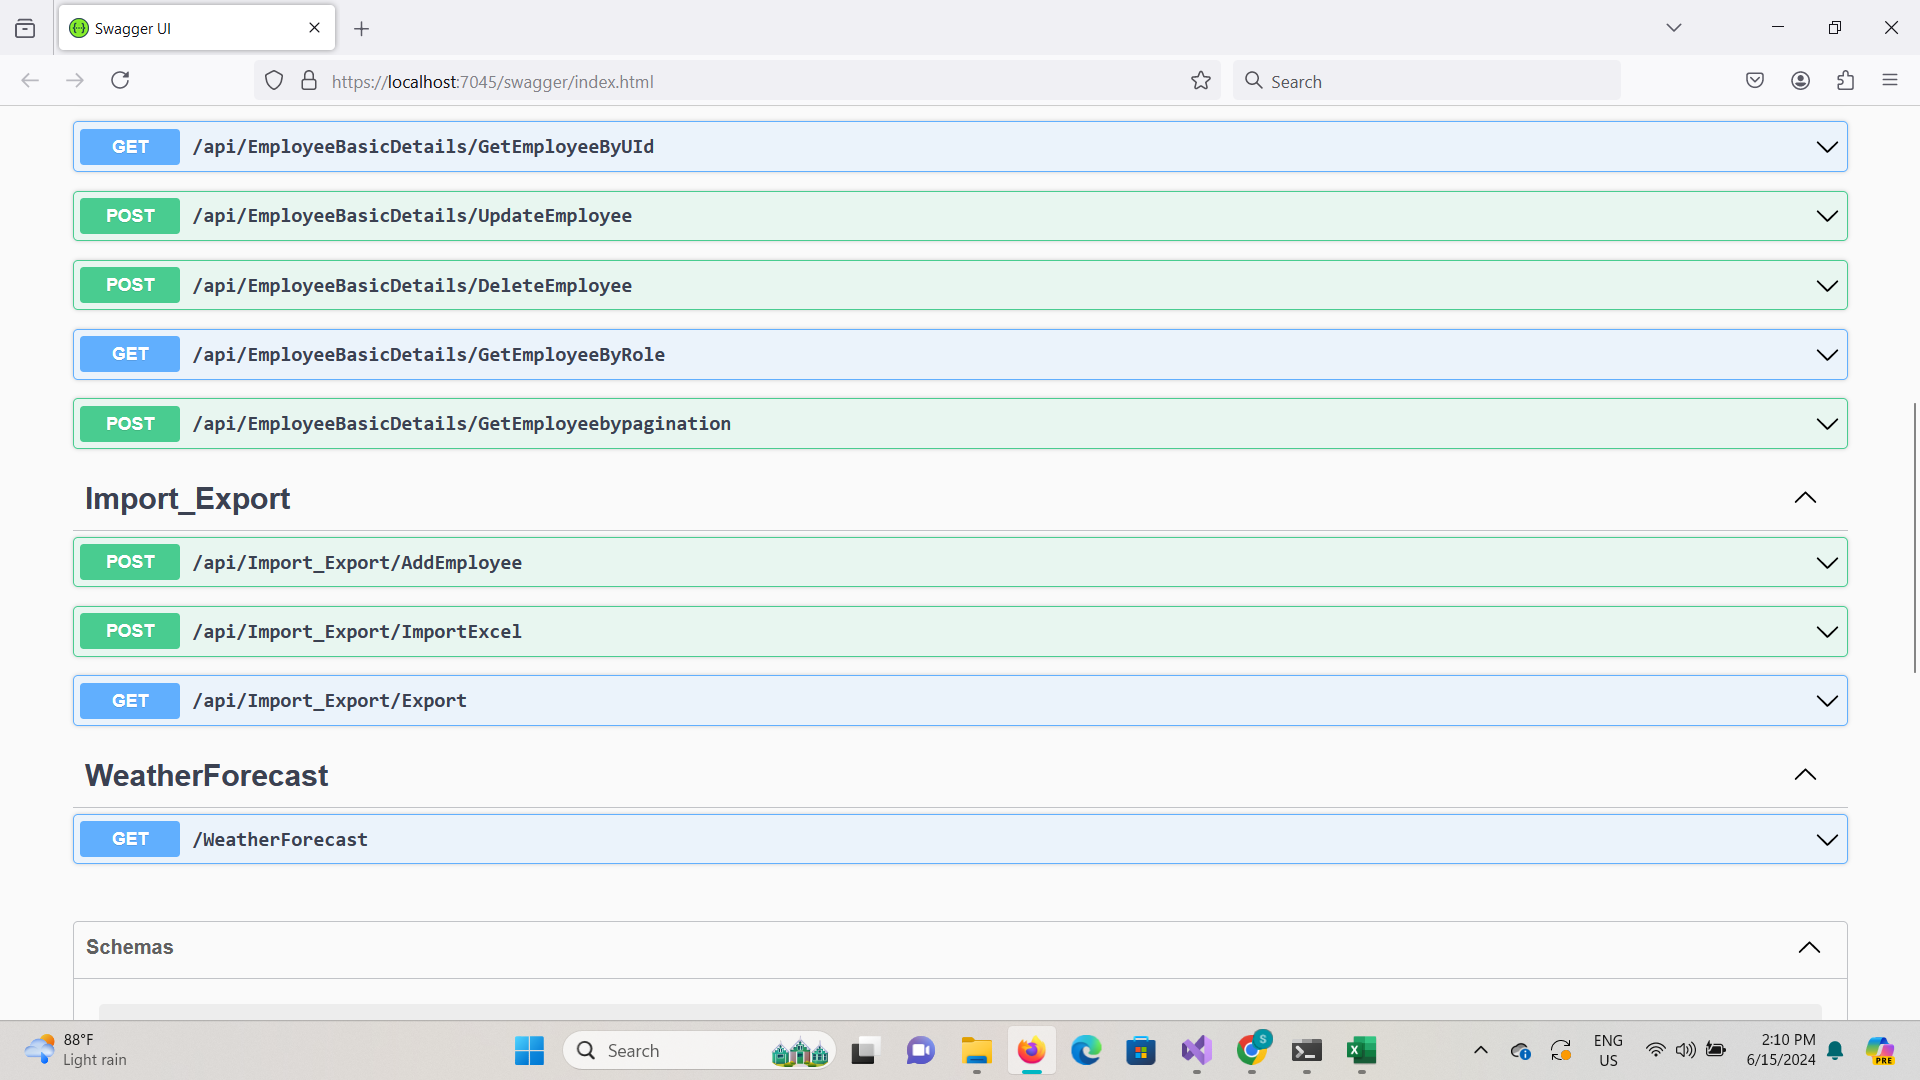 Swagger UI
https://localhost:7045/swagger/index.html
Search
GET /api/EmployeeBasicDetails/GetEmployeeByUId
POST /api/EmployeeBasicDetails/UpdateEmployee
POST /api/EmployeeBasicDetails/DeleteEmployee
GET /api/EmployeeBasicDetails/GetEmployeeByRole
POST /api/EmployeeBasicDetails/GetEmployeebypagination
Import_Export
POST /api/Import_Export/AddEmployee
POST /api/Import_Export/ImportExcel
GET /api/Import_Export/Export
WeatherForecast
GET /WeatherForecast
Schemas
88°F
Light rain
Search
S
ENG
US
2:10 PM
6/15/2024
PRE